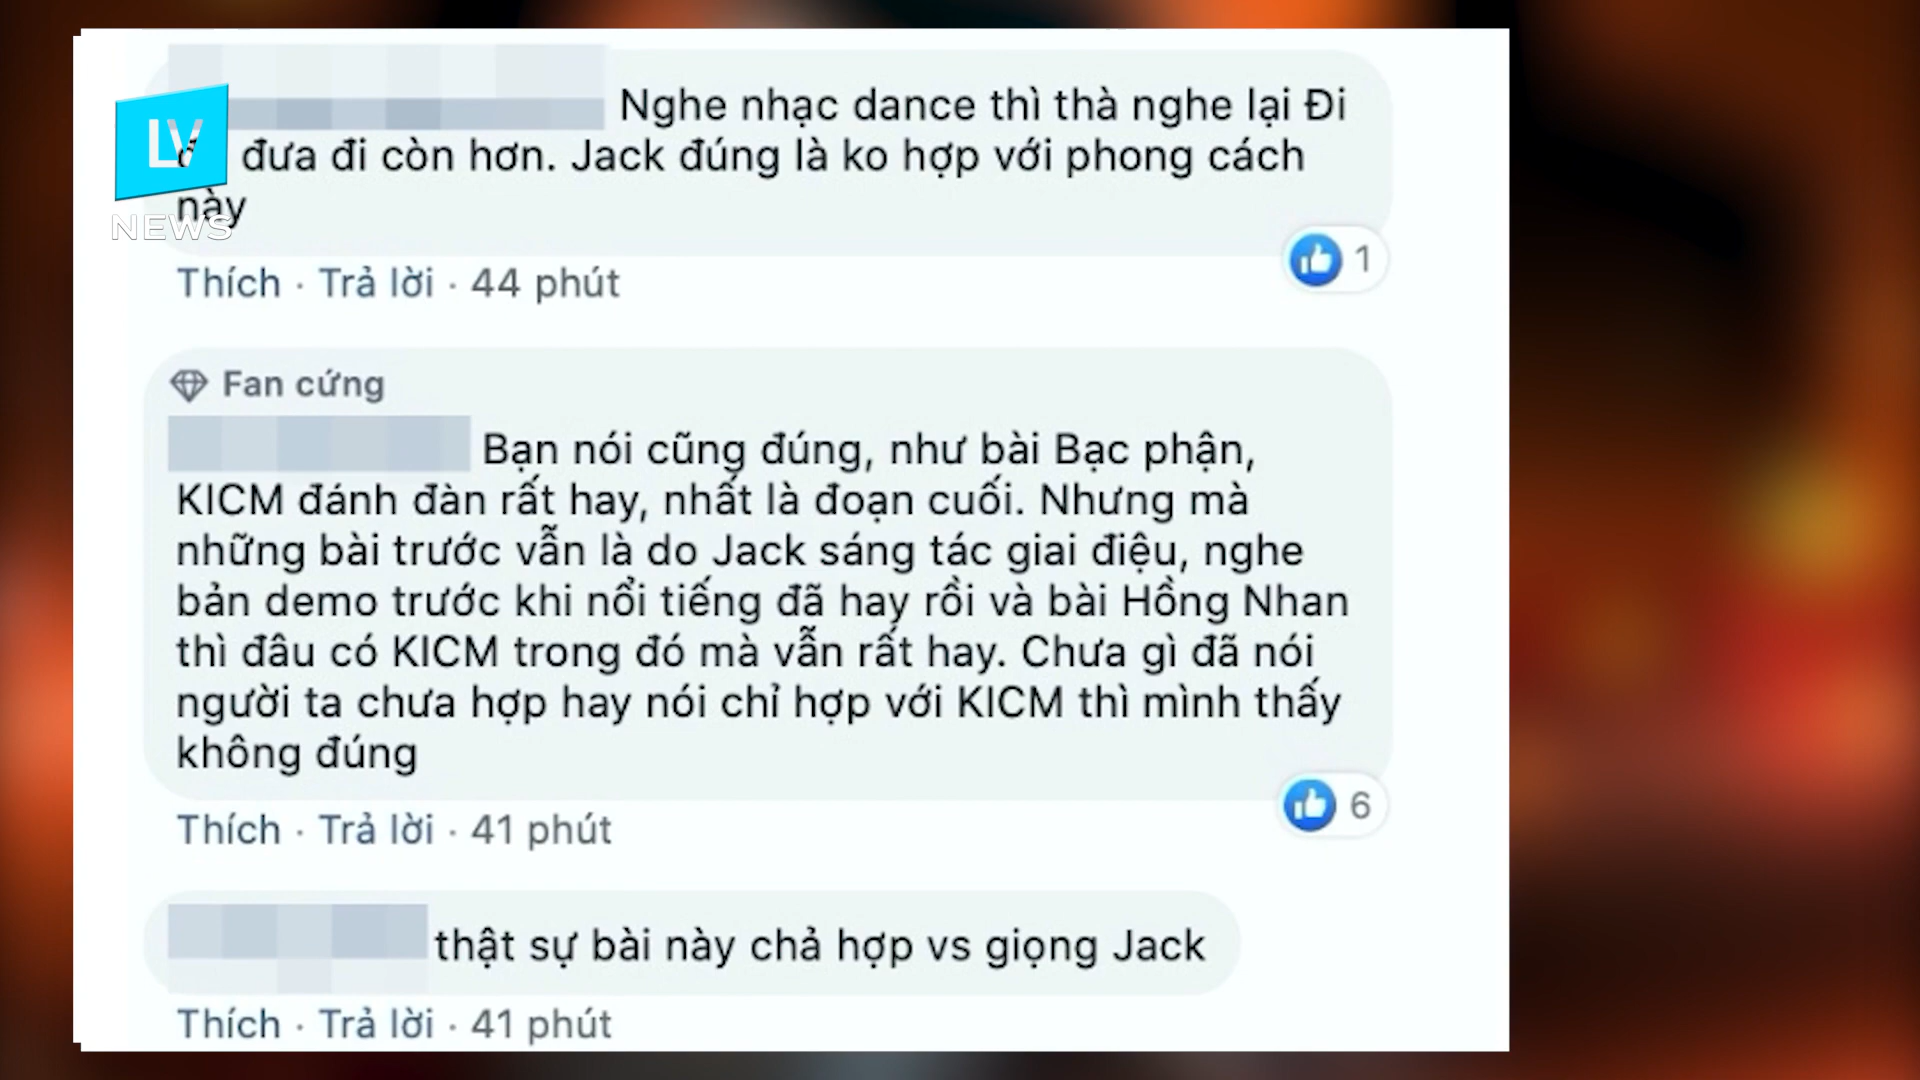 Nghe nhạc dance thì thà nghe lại Đi
đưa đi còn hơn. Jack đúng là ko hợp với phong cách
này
LV
NEWS
Thích · Trả lời · 44 phút
1
Fan cứng
Bạn nói cũng đúng, như bài Bạc phận,
KICM đánh đàn rất hay, nhất là đoạn cuối. Nhưng mà
những bài trước vẫn là do Jack sáng tác giai điệu, nghe
bản demo trước khi nổi tiếng đã hay rồi và bài Hồng Nhan
thì đâu có KICM trong đó mà vẫn rất hay. Chưa gì đã nói
người ta chưa hợp hay nói chỉ hợp với KICM thì mình thấy
không đúng
6
Thích · Trả lời · 41 phút
thật sự bài này chả hợp vs giọng Jack
Thích · Trả lời · 41 phút